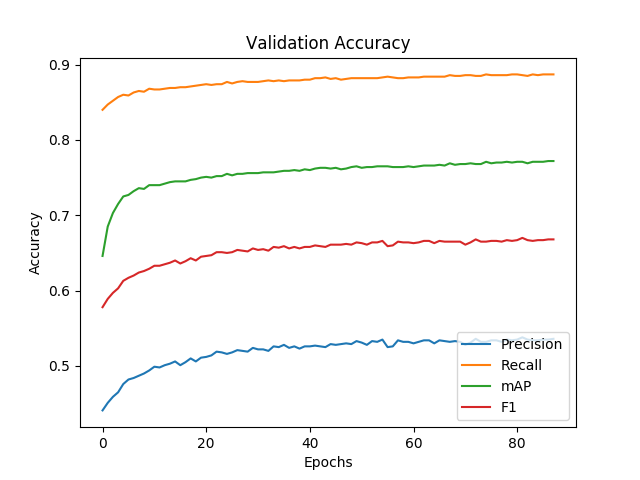 Validation Accuracy
Accuracy
0.9
0.8
0.7
0.6
0.5
0 20 40 60 80
Epochs
Precision
Recall
mAP
F1